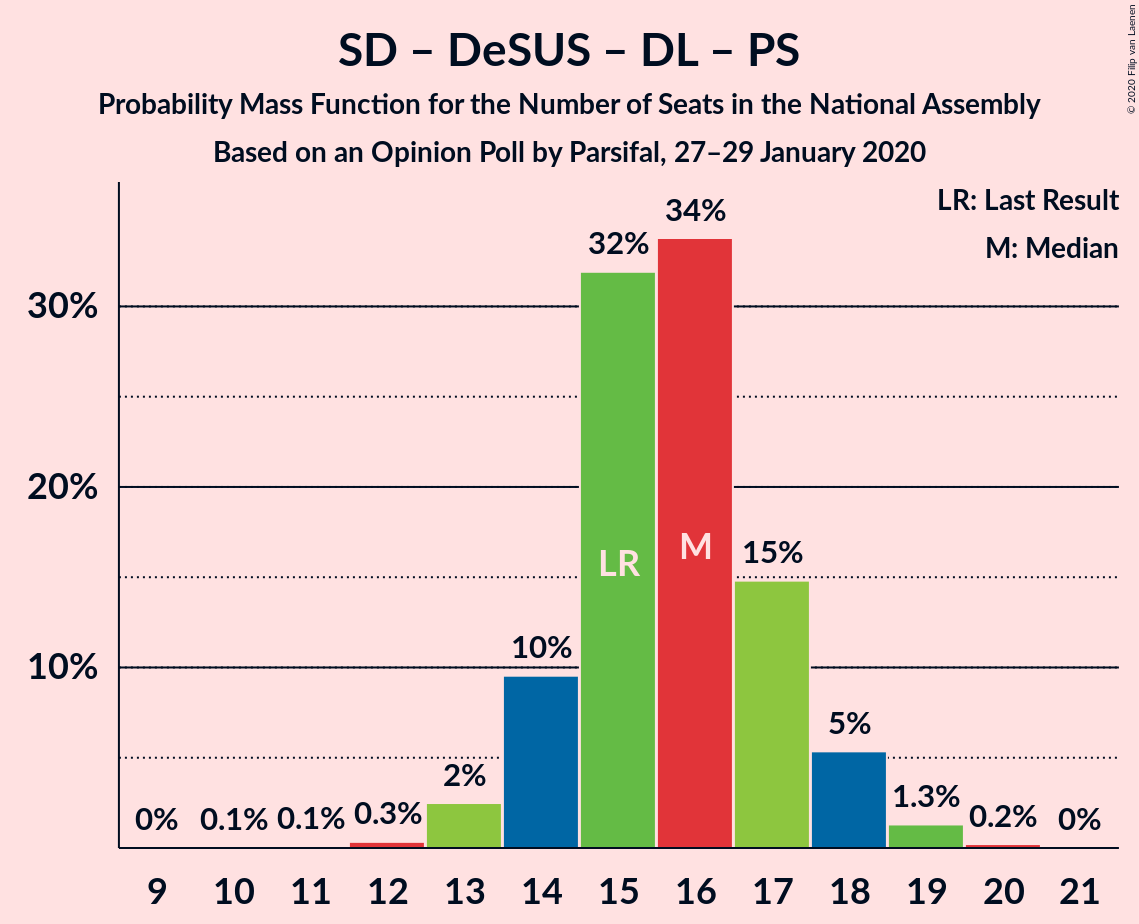 SD – DeSUS – DL – PS
Probability Mass Function for the Number of Seats in the National Assembly
Based on an Opinion Poll by Parsifal, 27–29 January 2020
© 2020 Filip van Laenen
LR: Last Result
M: Median
34%
32%
30%
20%
15%
LR
M
10%
10%
5%
2%
1.3%
0% 0.1% 0.1% 0.3%
0.2% 0%
9 10 11 12 13 14 15 16 17 18 19 20 21